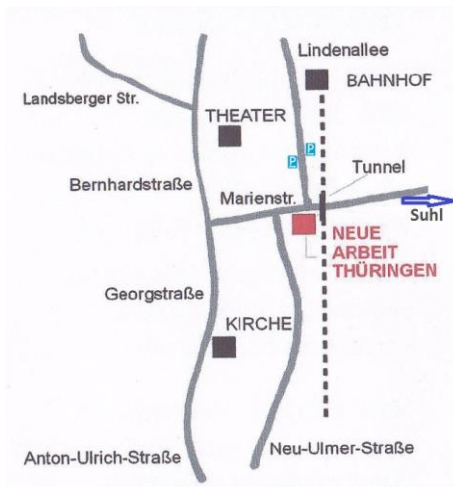 Lindenallee
BAHNHOF
Landsberger Str.
THEATER
P
P
Tunnel
Bernhardstraße
Marienstr.
Suhl
NEUE
ARBEIT
THÜRINGEN
Georgstraße
KIRCHE
Anton-Ulrich-Straße
Neu-Ulmer-Straße